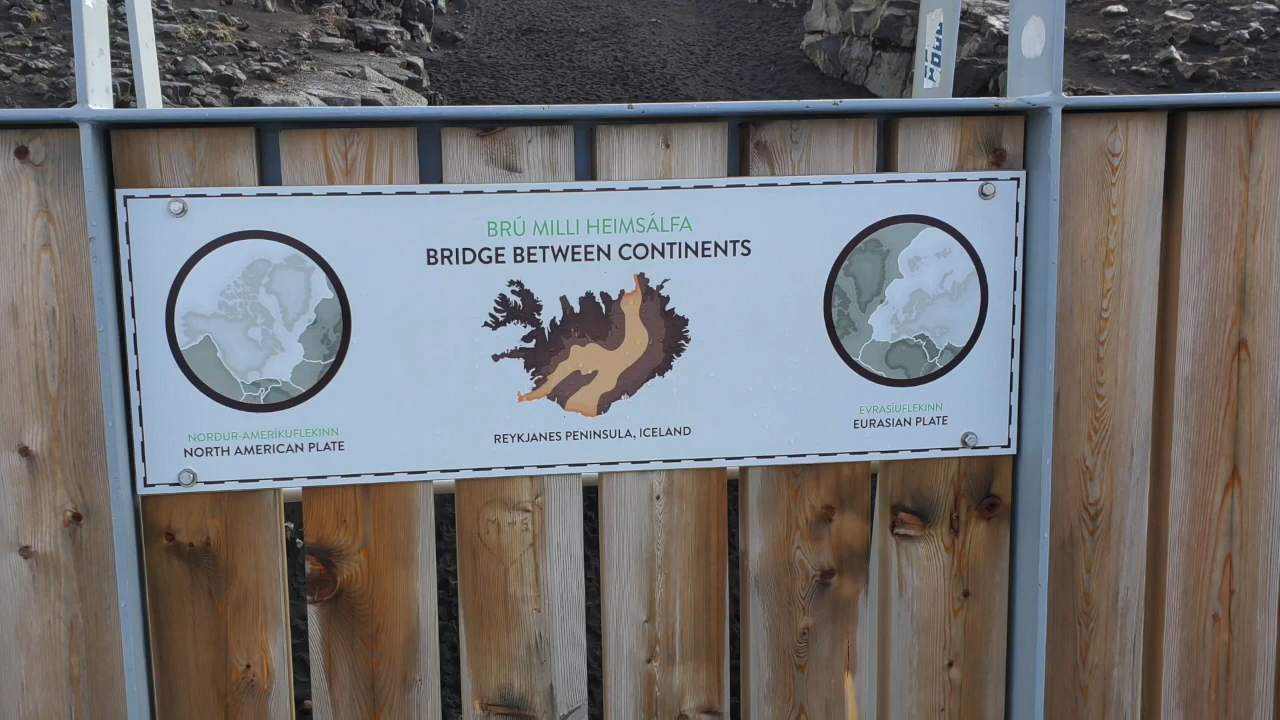 BRÚ MILLI HEIMSÁLFA
BRIDGE BETWEEN CONTINENTS
NORÐUR-AMERÍKUFLEKINN
NORTH AMERICAN PLATE
REYKJANES PENINSULA, ICELAND
EVRASÍUFLEKINN
EURASIAN PLATE